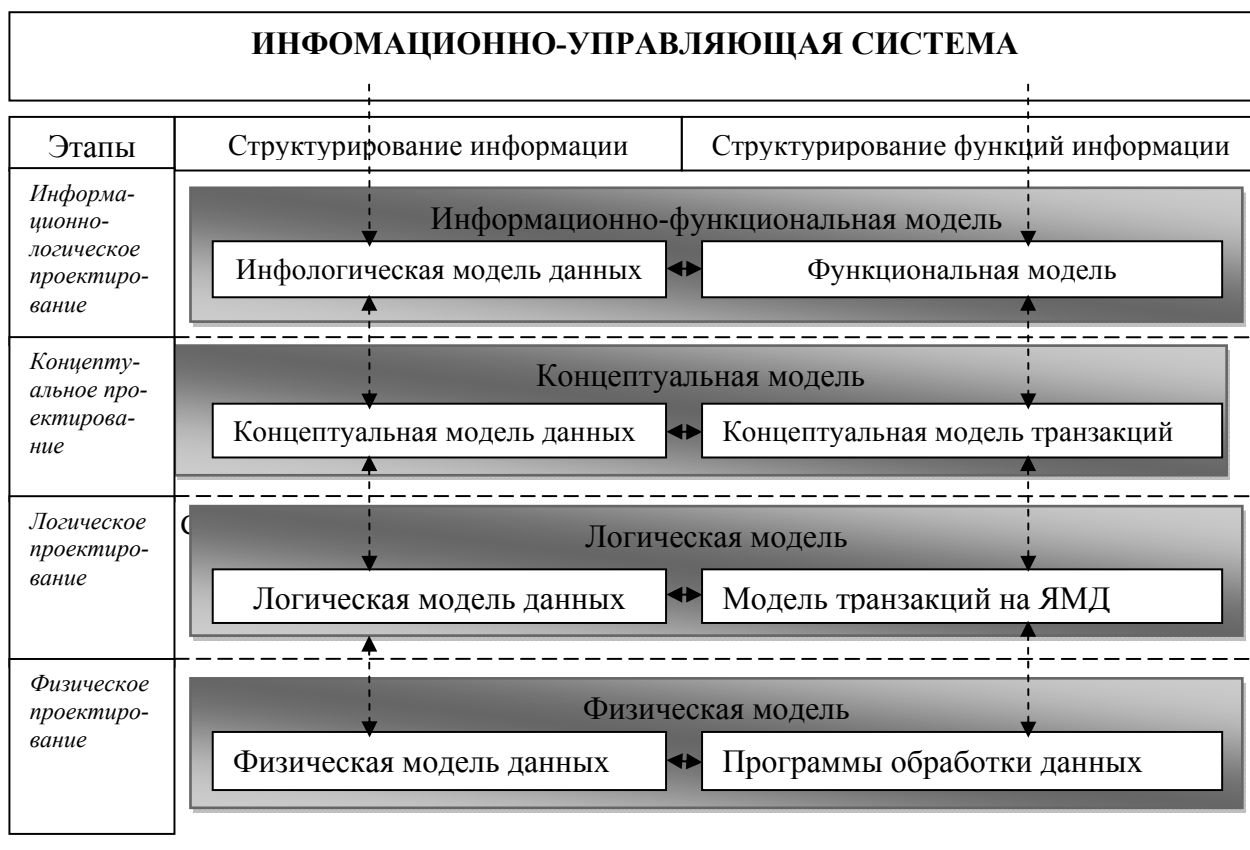 ИНФОМАЦИОННО-УПРАВЛЯЮЩАЯ СИСТЕМА
Этапы
Структурирование информации
Структурирование функций информации
Информа-
ционно-
логическое
проектиро-
вание
Информационно-функциональная модель
Инфологическая модель данных
Функциональная модель
Концепту-
альное про-
ектирова-
ние
Концептуальная модель
Концептуальная модель данных
Концептуальная модель транзакций
Логическое
проектиро-
вание
Логическая модель
Логическая модель данных
Модель транзакций на ЯМД
Физическое
проектиро-
вание
Физическая модель
Физическая модель данных
Программы обработки данных